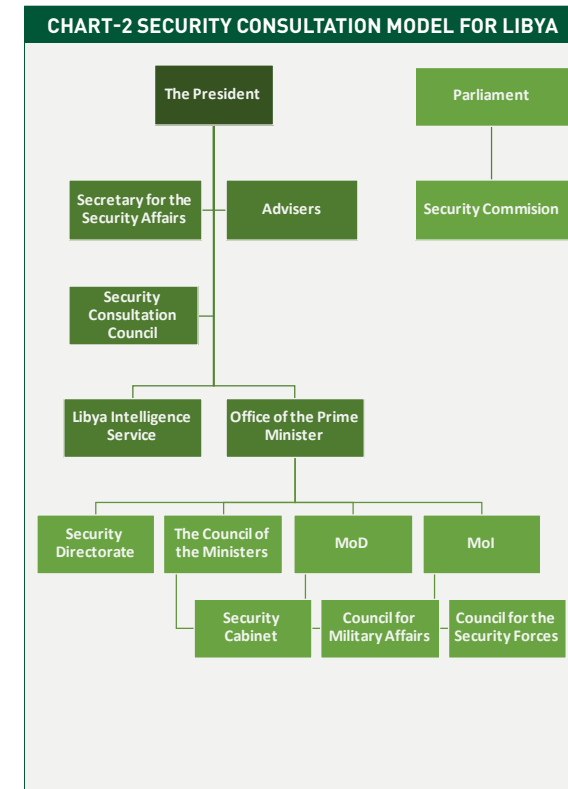 CHART-2 SECURITY CONSULTATION MODEL FOR LIBYA
The President
Parliament
Secretary for the
Security Affairs
Advisers
Security Commision
Security
Consultation
Council
Libya Intelligence
Service
Office of the Prime
Minister
Security
Directorate
The Council of
the Ministers
MoD
MoI
Security
Cabinet
Council for
Military Affairs
Council for the
Security Forces